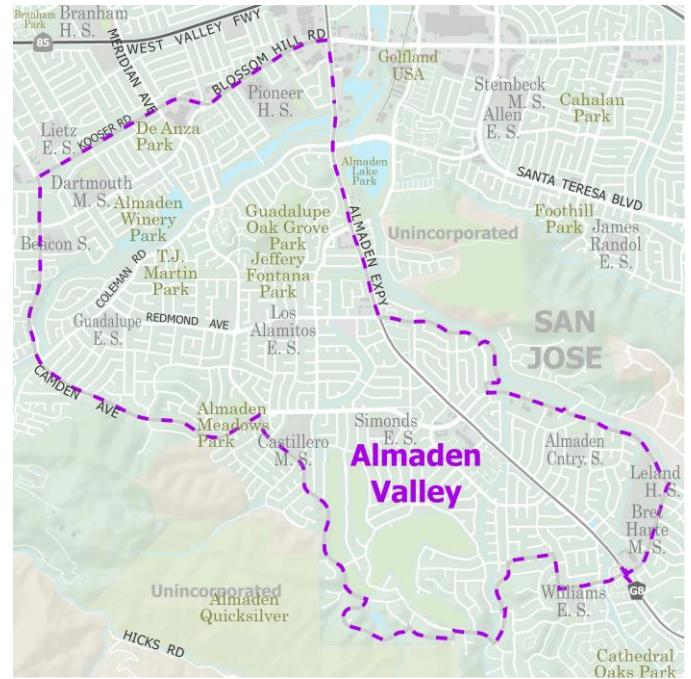 Branham
Park
Branham
H. S.
85
WEST VALLEY FWY
MERIDIAN AVE
BLOSSOM HILL RD
Golfland
USA
Pioneer
H. S.
Steinbeck
M. S.
Allen
E. S.
Cahalan
Park
Lietz
E. S.
KOOSER RD
De Anza
Park
Almaden
Lake
Park
SANTA TERESA BLVD
Dartmouth
M. S.
Almaden
Winery
Park
Guadalupe
Oak Grove
Park
ALMADEN EXPY
Unincorporated
Foothill
Park
James
Randol
E. S.
Beacon S.
COLEMAN RD
T.J.
Martin
Park
Jeffery
Fontana
Park
Guadalupe
E. S.
REDMOND AVE
Los
Alamitos
E. S.
SAN
JOSE
CAMDEN AVE
Almaden
Meadows
Park
Castillero
M. S.
Simonds
E. S.
Almaden
Valley
Almaden
Cntry. S.
Leland
H. S.
Bret
Harte
M. S.
Unincorporated
Almaden
Quicksilver
Williams
E. S.
G8
HICKS RD
Cathedral
Oaks Park